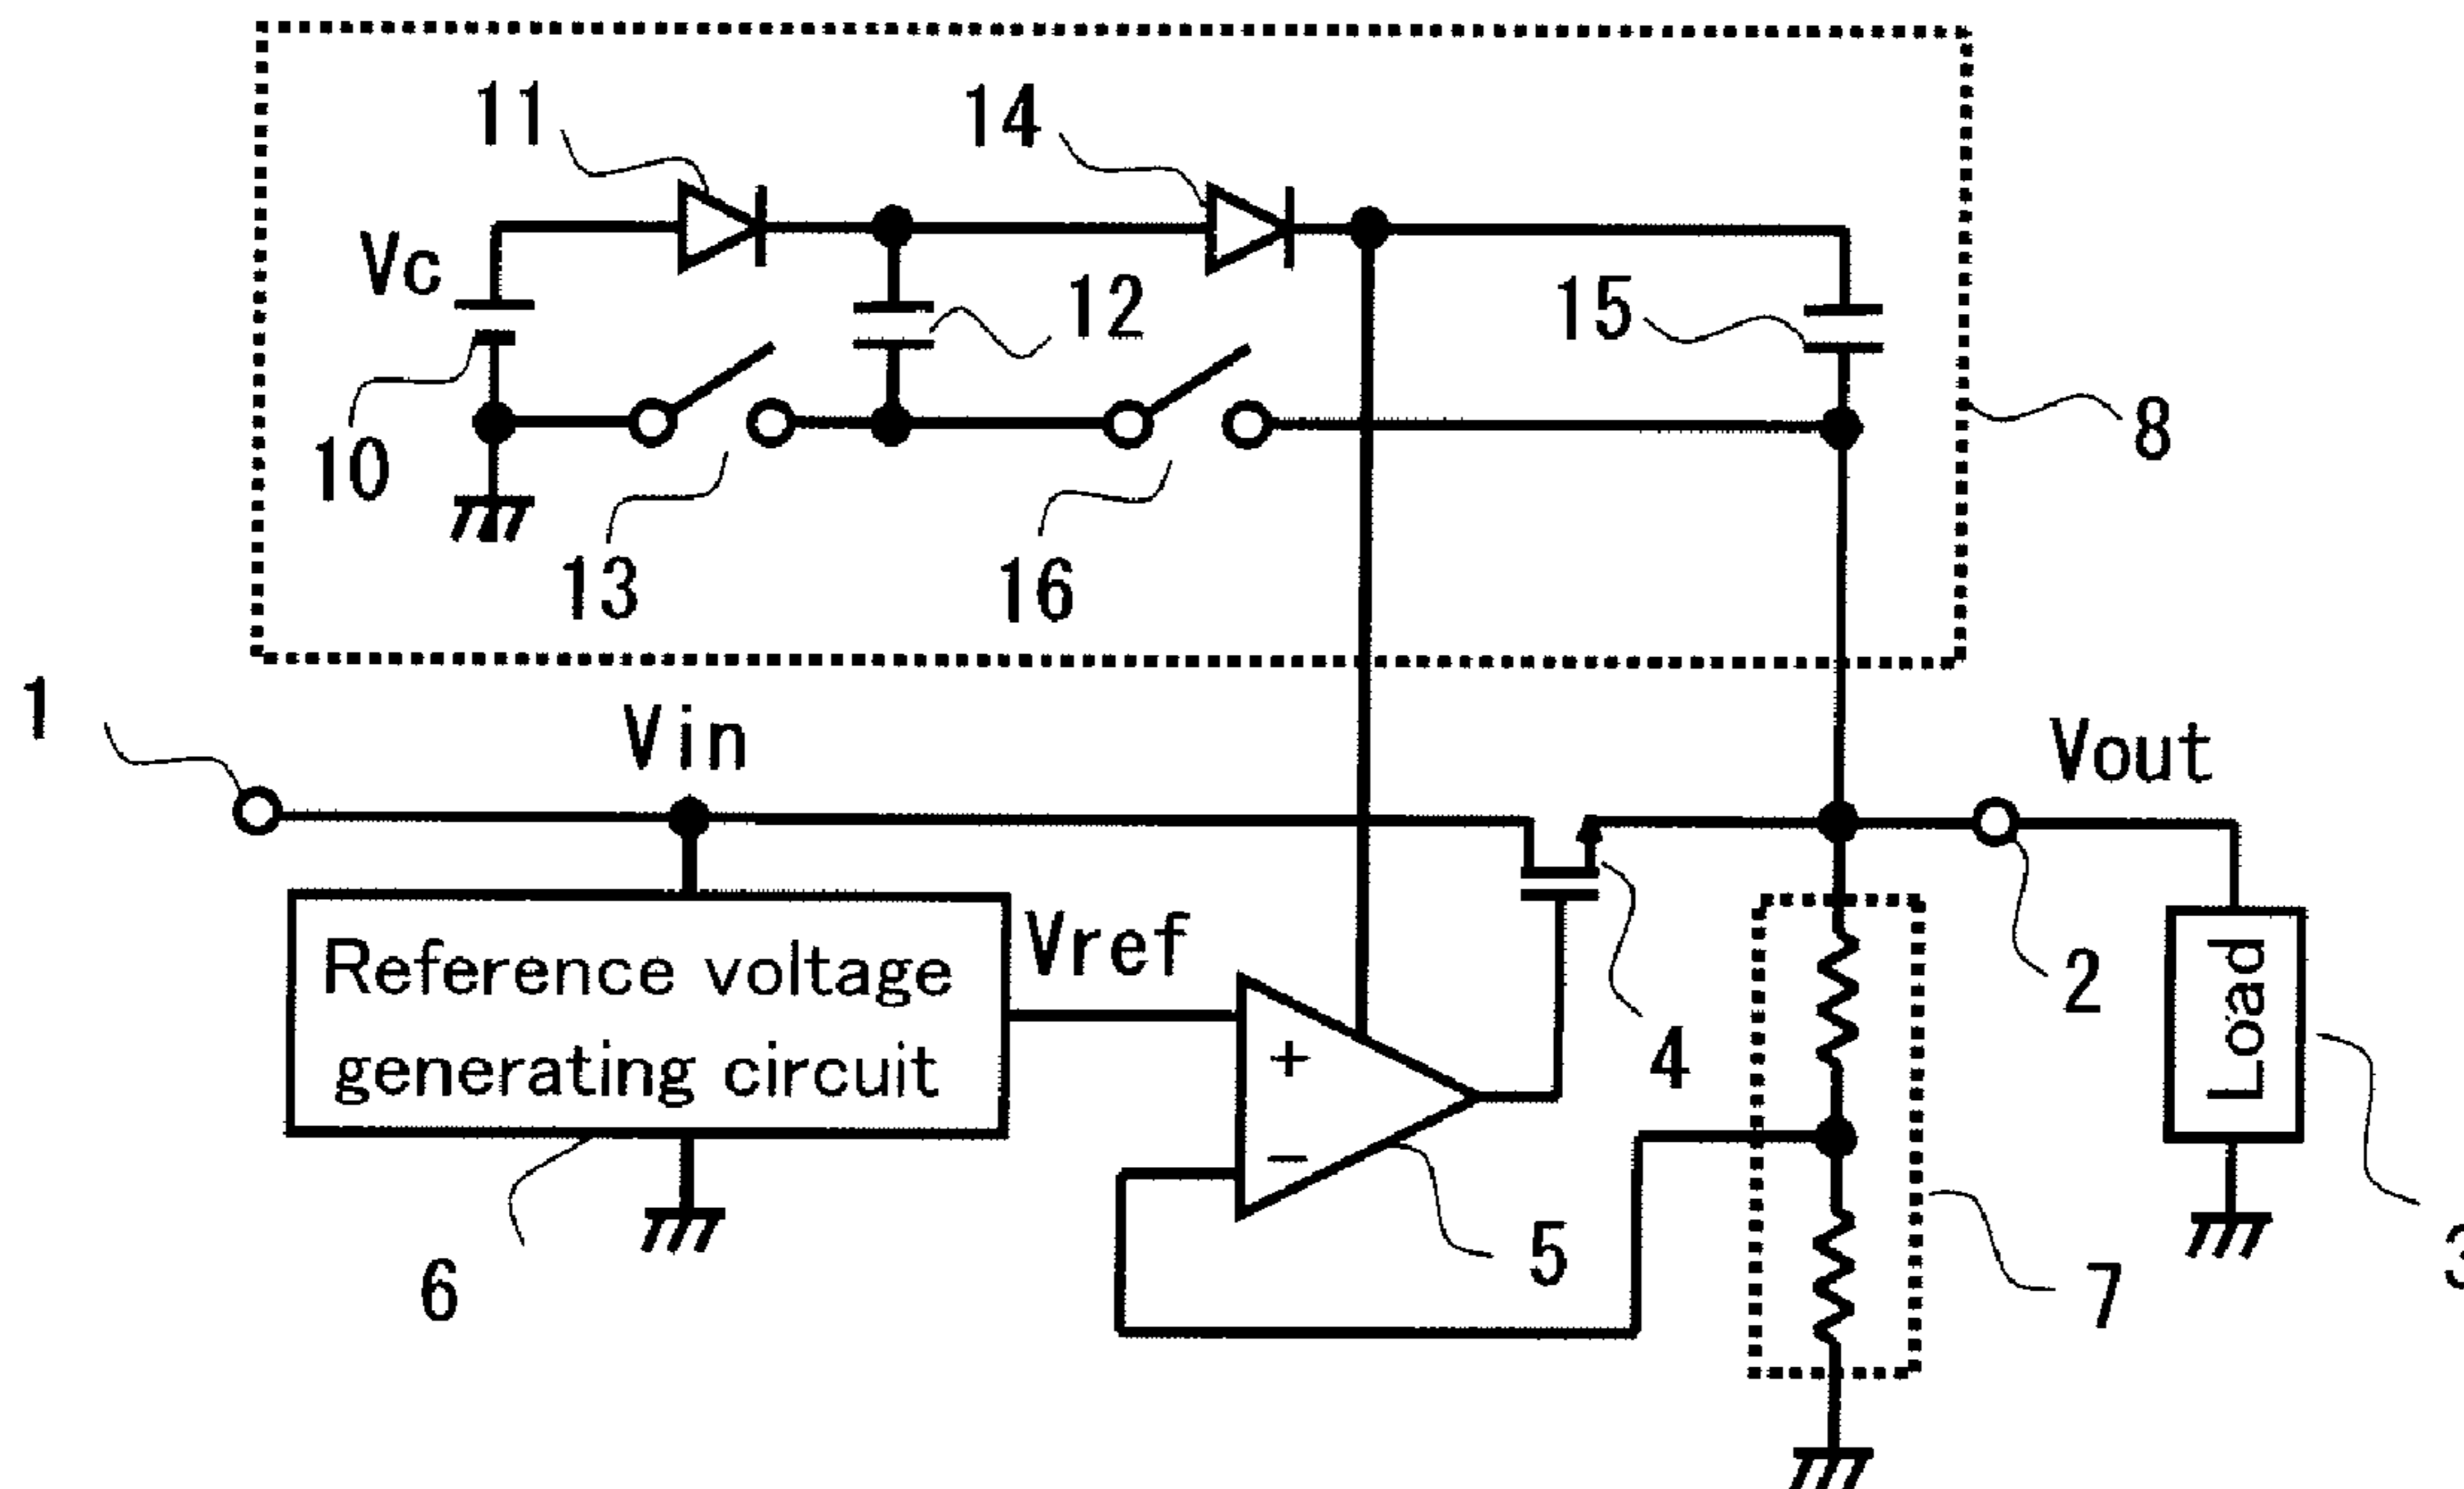 11
14
Vc
12
15
10
8
13
16
1
Vin
Vout
Reference voltage
generating circuit
Vref
+
−
4
2
Load
3
5
6
7